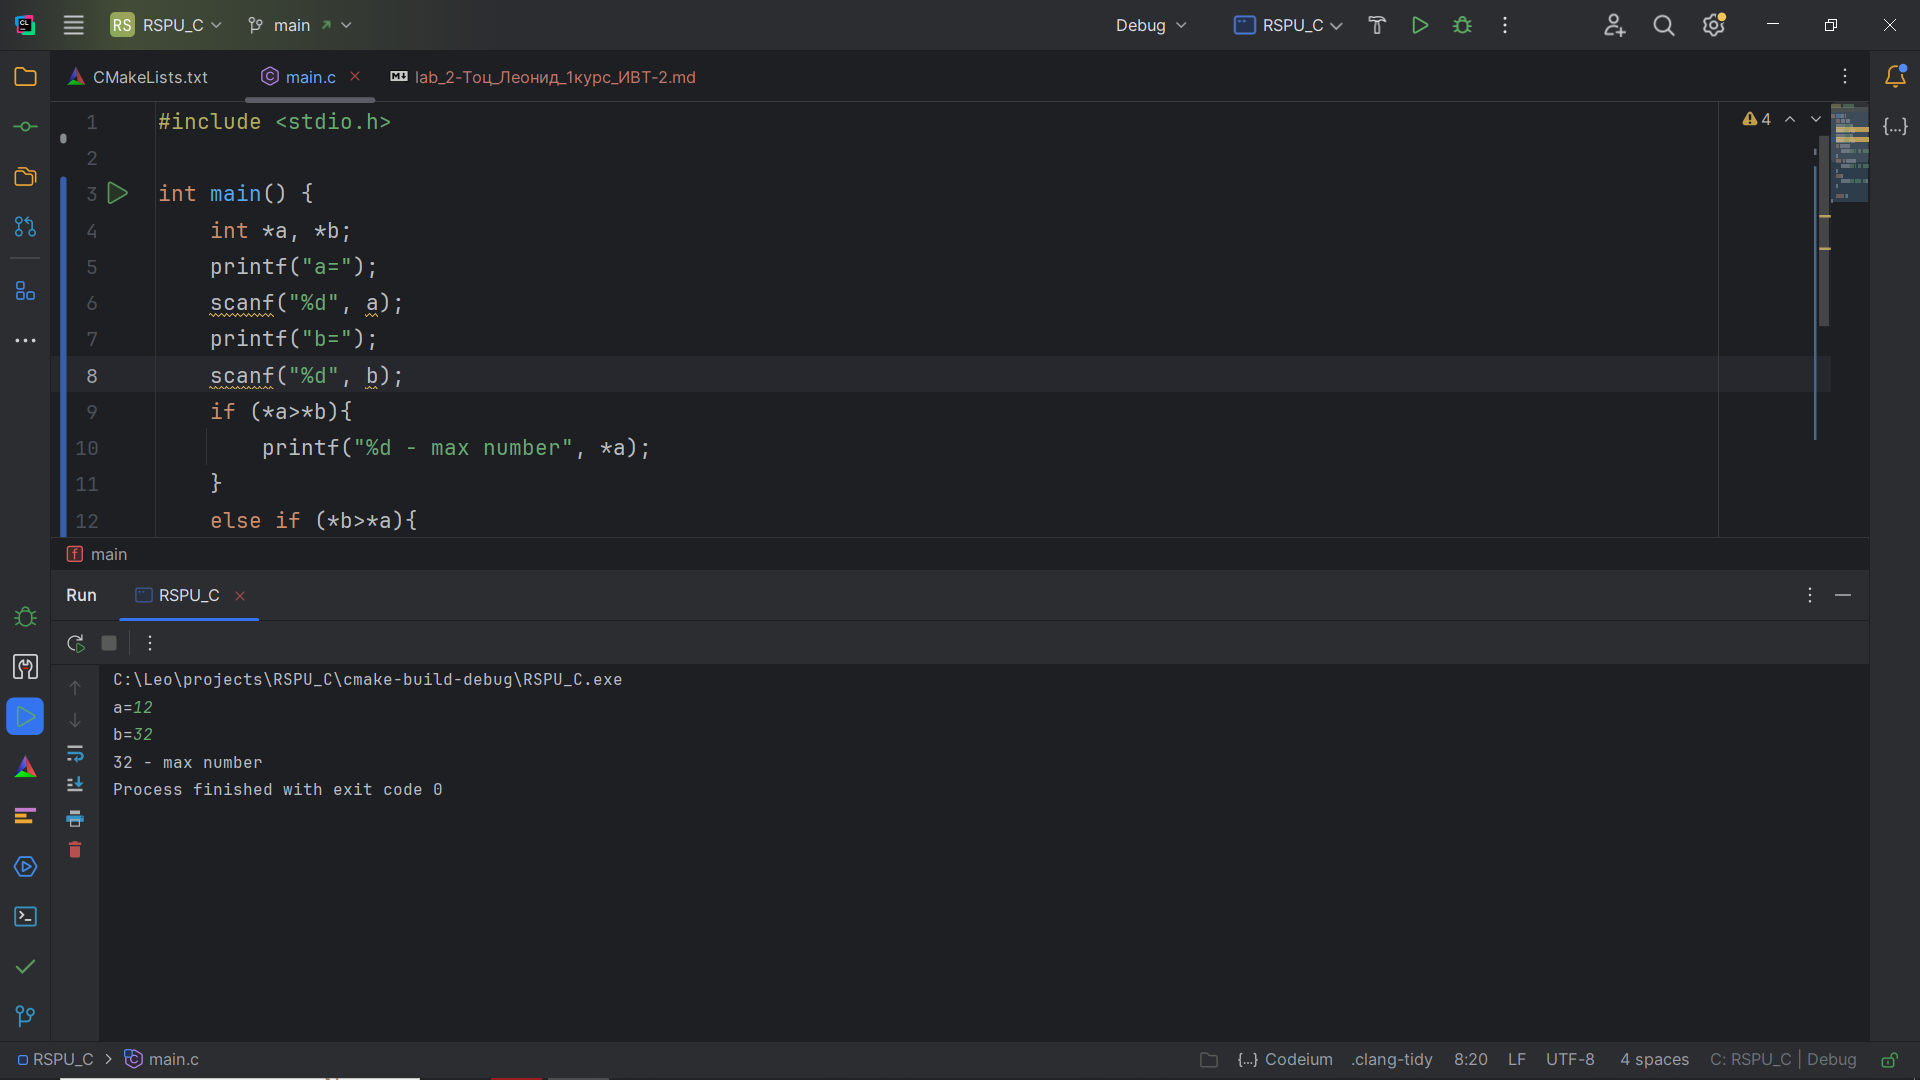 RS RSPU_C main Debug RSPU_C
CMakeLists.txt main.c lab_2-Тоц_Леонид_1курс_ИВТ-2.md
1 #include <stdio.h>
4
2
3 int main() {
4 int *a, *b;
5 printf("a=");
6 scanf("%d", a);
7 printf("b=");
8 scanf("%d", b);
9 if (*a>*b){
10 printf("%d - max number", *a);
11 }
12 else if (*b>*a){
f main
Run RSPU_C
C:\Leo\projects\RSPU_C\cmake-build-debug\RSPU_C.exe
a=12
b=32
32 - max number
Process finished with exit code 0
RSPU_C > main.c {...} Codeium .clang-tidy 8:20 LF UTF-8 4 spaces C: RSPU_C | Debug